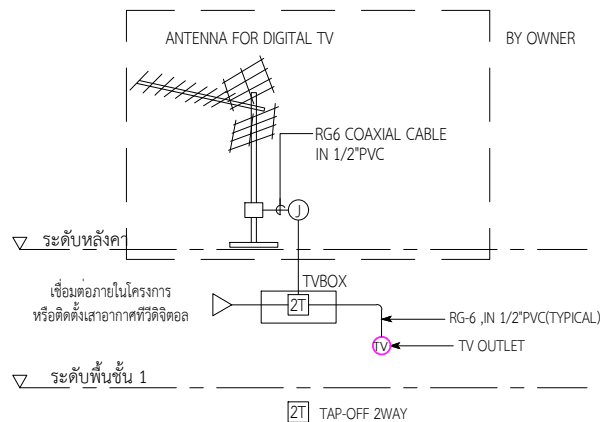 ANTENNA FOR DIGITAL TV
BY OWNER
RG6 COAXIAL CABLE
IN 1/2"PVC
J
ระดับหลังคา
TVBOX
เชื่อมต่อภายในโครงการ
หรือติดตั้งเสาอากาศทีวีดิจิตอล
2T
RG-6 ,IN 1/2"PVC(TYPICAL)
TV
TV OUTLET
ระดับพื้นชั้น 1
2T TAP-OFF 2WAY